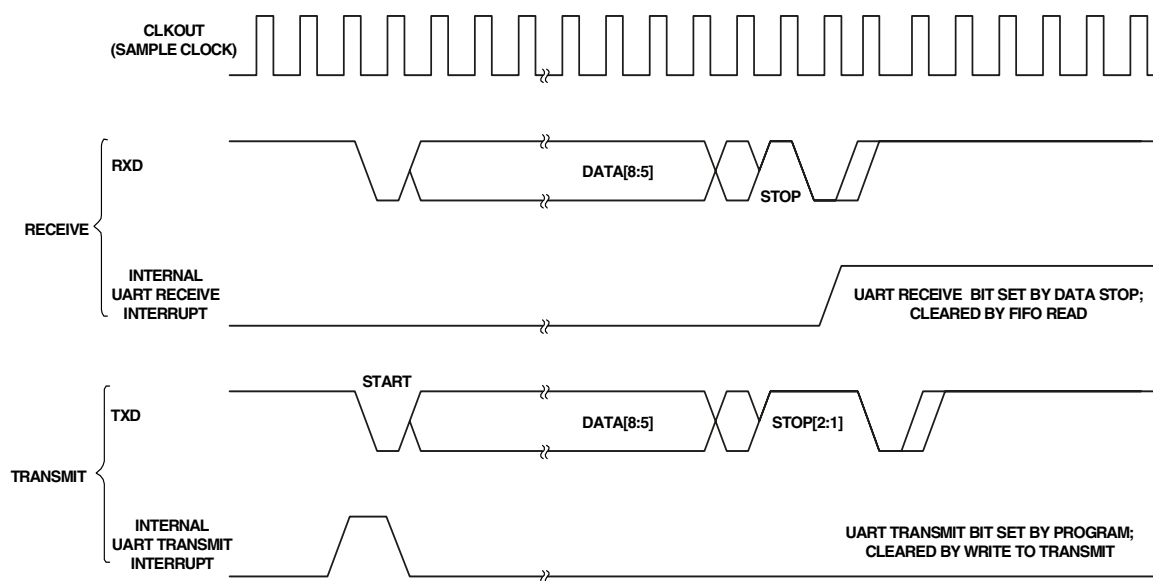 CLKOUT
(SAMPLE CLOCK)
RXD
DATA[8:5]
STOP
RECEIVE
INTERNAL
UART RECEIVE
INTERRUPT
UART RECEIVE BIT SET BY DATA STOP;
CLEARED BY FIFO READ
START
TXD
DATA[8:5]
STOP[2:1]
TRANSMIT
INTERNAL
UART TRANSMIT
INTERRUPT
UART TRANSMIT BIT SET BY PROGRAM;
CLEARED BY WRITE TO TRANSMIT